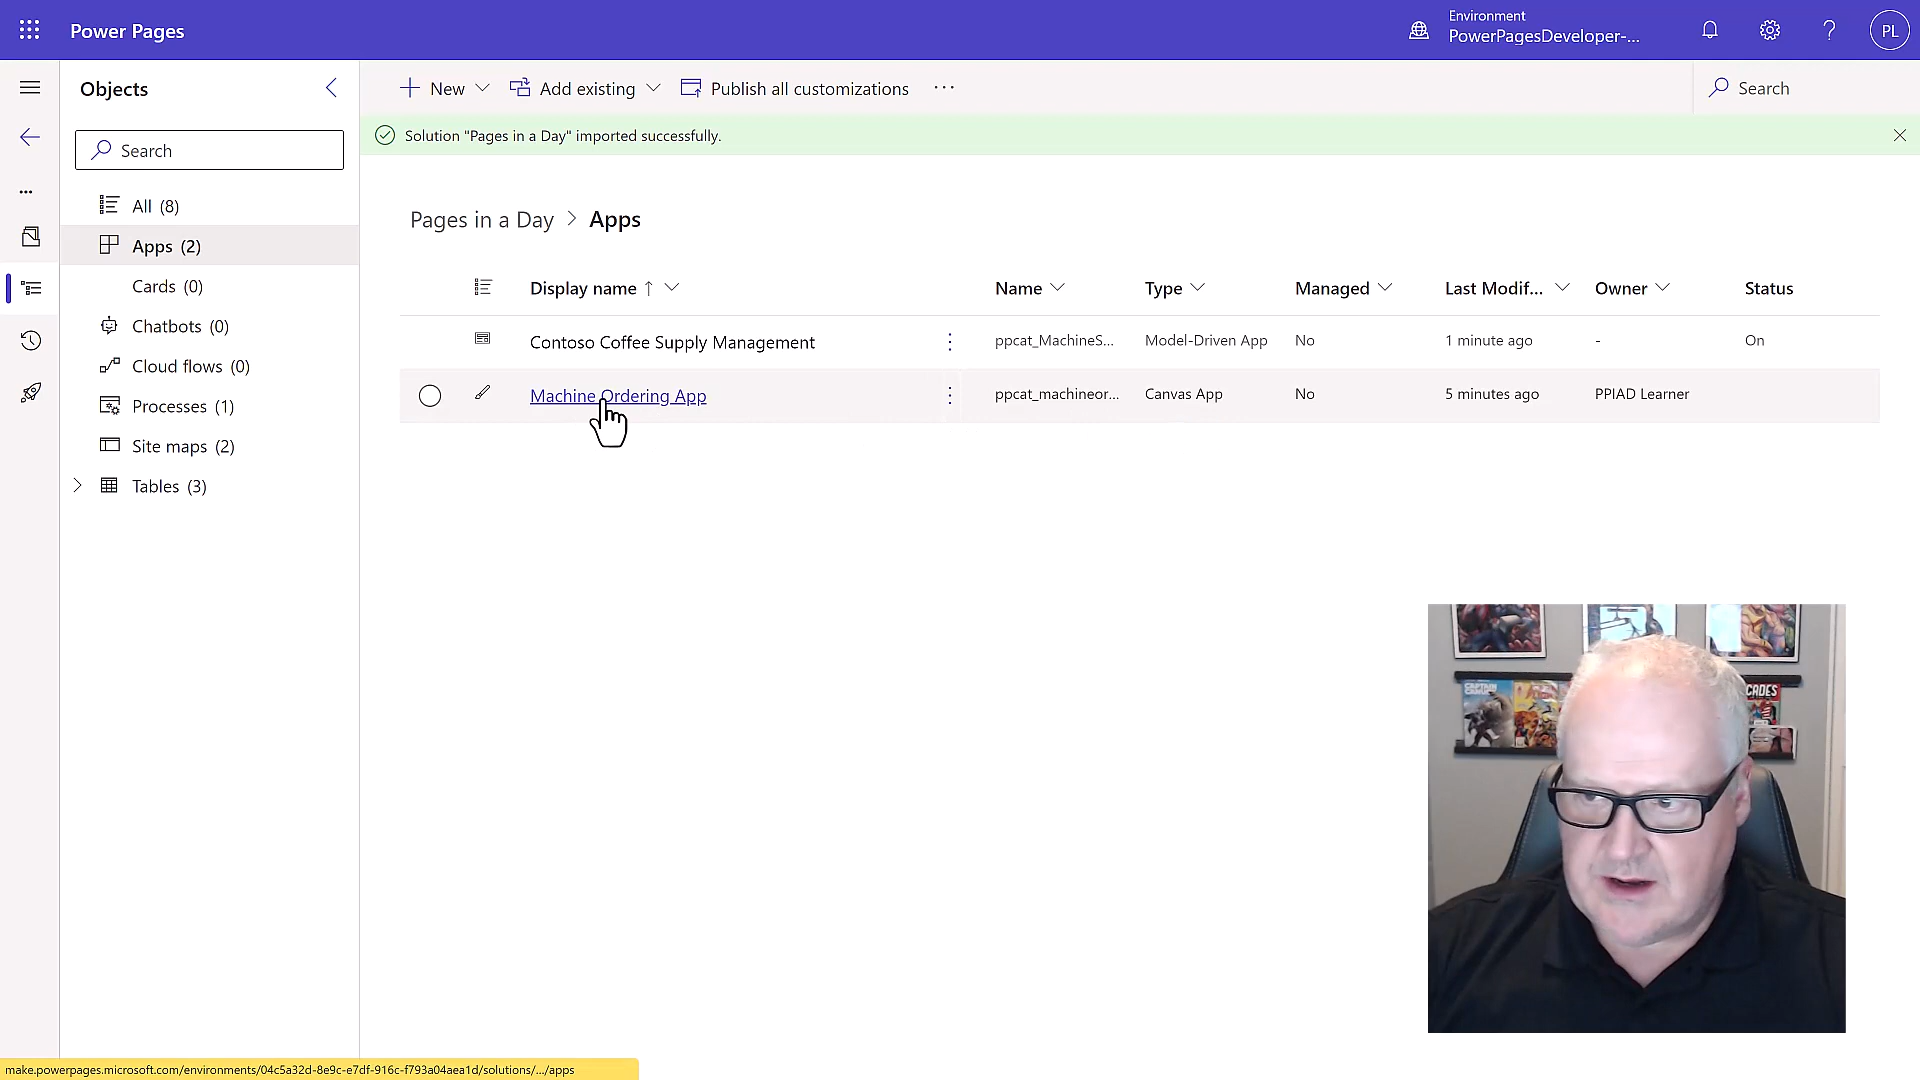 Power Pages
Environment
PowerPagesDeveloper-...
PL
Objects
New
Add existing
Publish all customizations
Search
Search
Solution "Pages in a Day" imported successfully.
All (8)
Apps (2)
Cards (0)
Chatbots (0)
Cloud flows (0)
Processes (1)
Site maps (2)
Tables (3)
Pages in a Day > Apps
Display name ↑ Name Type Managed Last Modif... Owner Status
Contoso Coffee Supply Management ppcat_MachineS... Model-Driven App No 1 minute ago - On
Machine Ordering App ppcat_machineor... Canvas App No 5 minutes ago PPIAD Learner
CAPTAIN
CADES
make.powerpages.microsoft.com/environments/04c5a32d-8e9c-e7df-916c-f793a04aea1d/solutions/.../apps